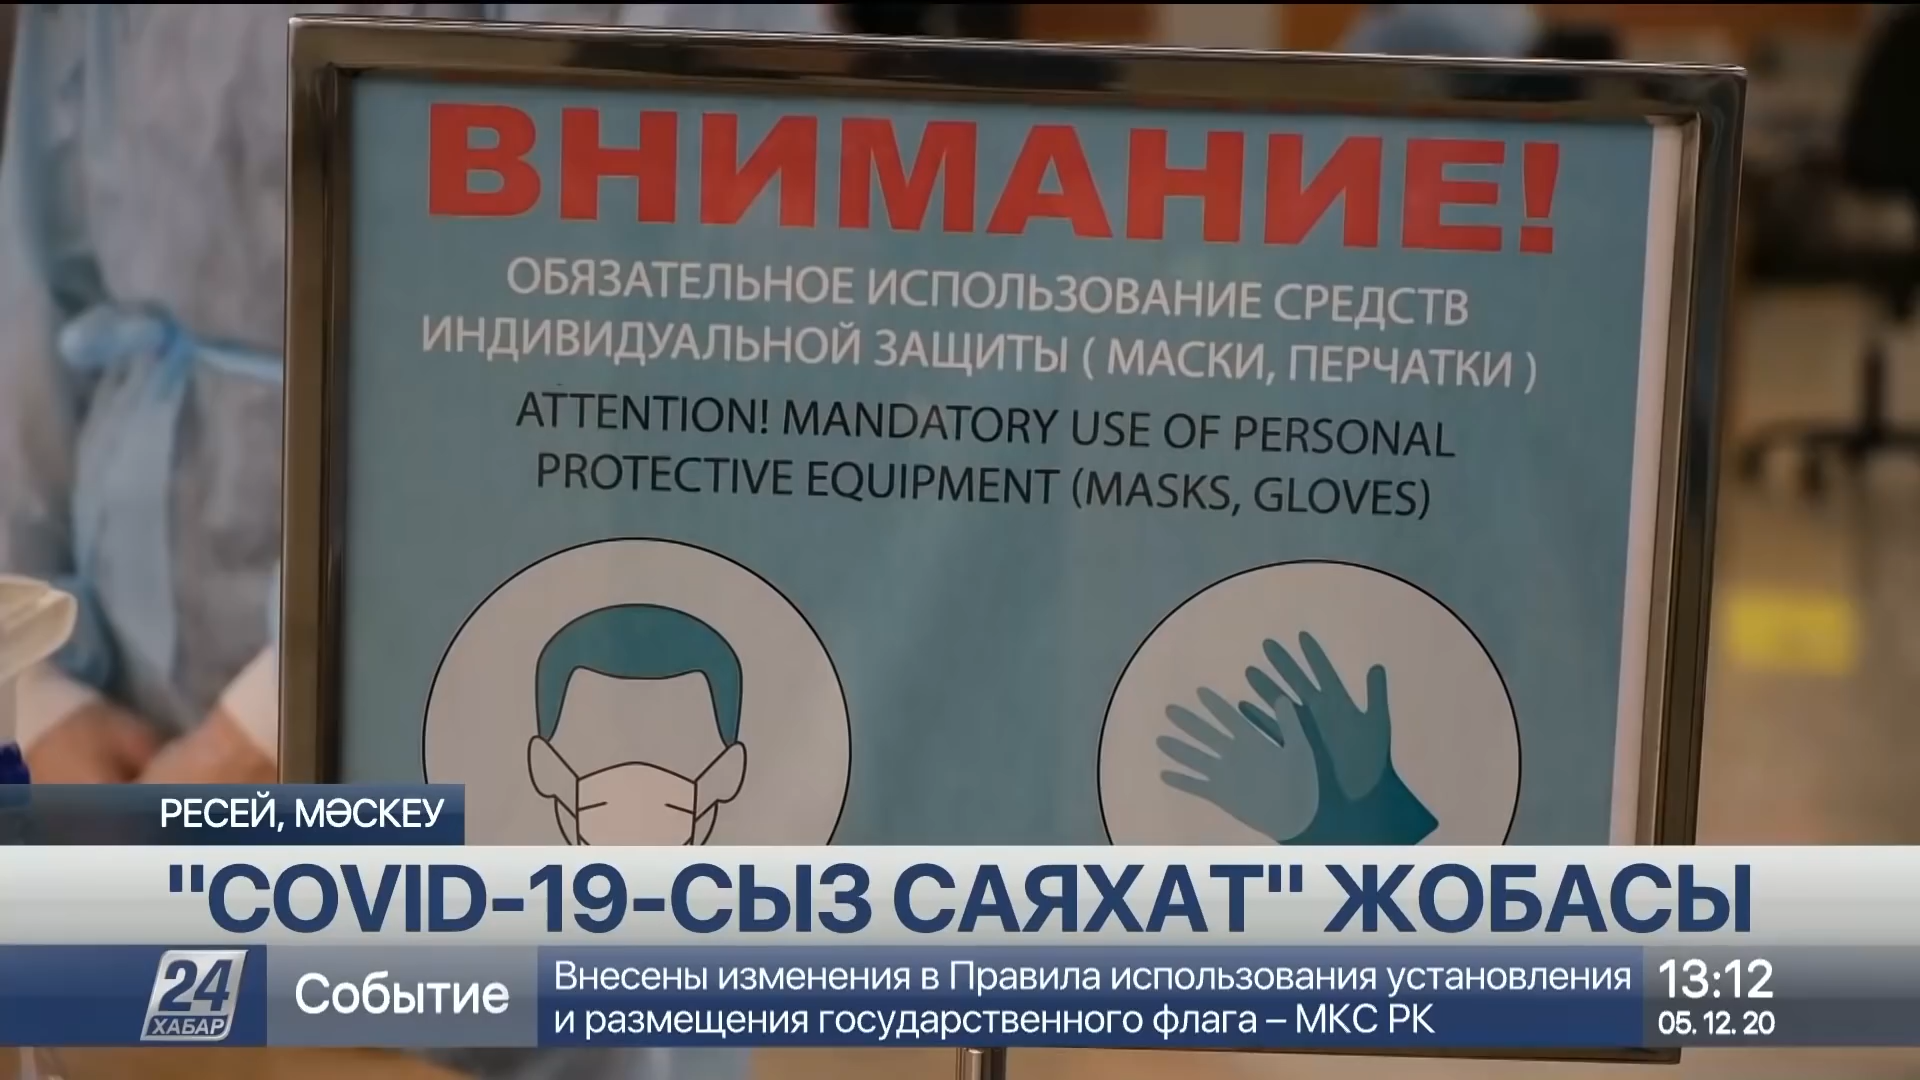 ВНИМАНИЕ!
ОБЯЗАТЕЛЬНОЕ ИСПОЛЬЗОВАНИЕ СРЕДСТВ
ИНДИВИДУАЛЬНОЙ ЗАЩИТЫ ( МАСКИ, ПЕРЧАТКИ )
ATTENTION! MANDATORY USE OF PERSONAL
PROTECTIVE EQUIPMENT (MASKS, GLOVES)
РЕСЕЙ, МӘСКЕУ
"COVID-19-СЫЗ САЯХАТ" ЖОБАСЫ
24
ХАБАР
Событие
Внесены изменения в Правила использования установления
и размещения государственного флага – МКС РК
13:12
05. 12. 20